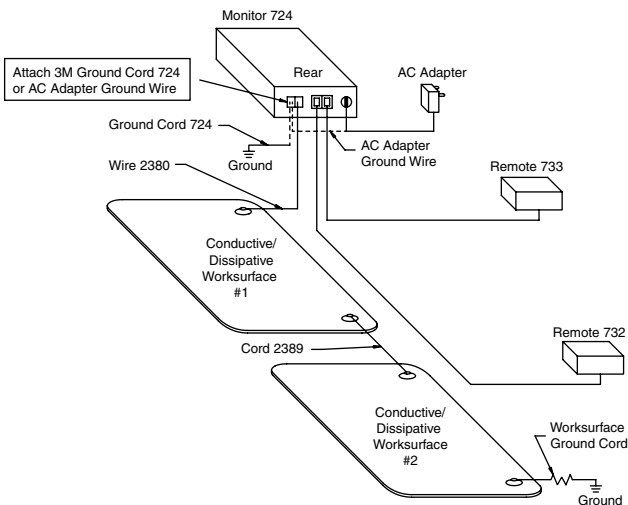 Monitor 724
Rear
AC Adapter
Attach 3M Ground Cord 724
or AC Adapter Ground Wire
Ground Cord 724
Ground
AC Adapter
Ground Wire
Wire 2380
Remote 733
Conductive/
Dissipative
Worksurface
#1
Cord 2389
Remote 732
Conductive/
Dissipative
Worksurface
#2
Worksurface
Ground Cord
Ground